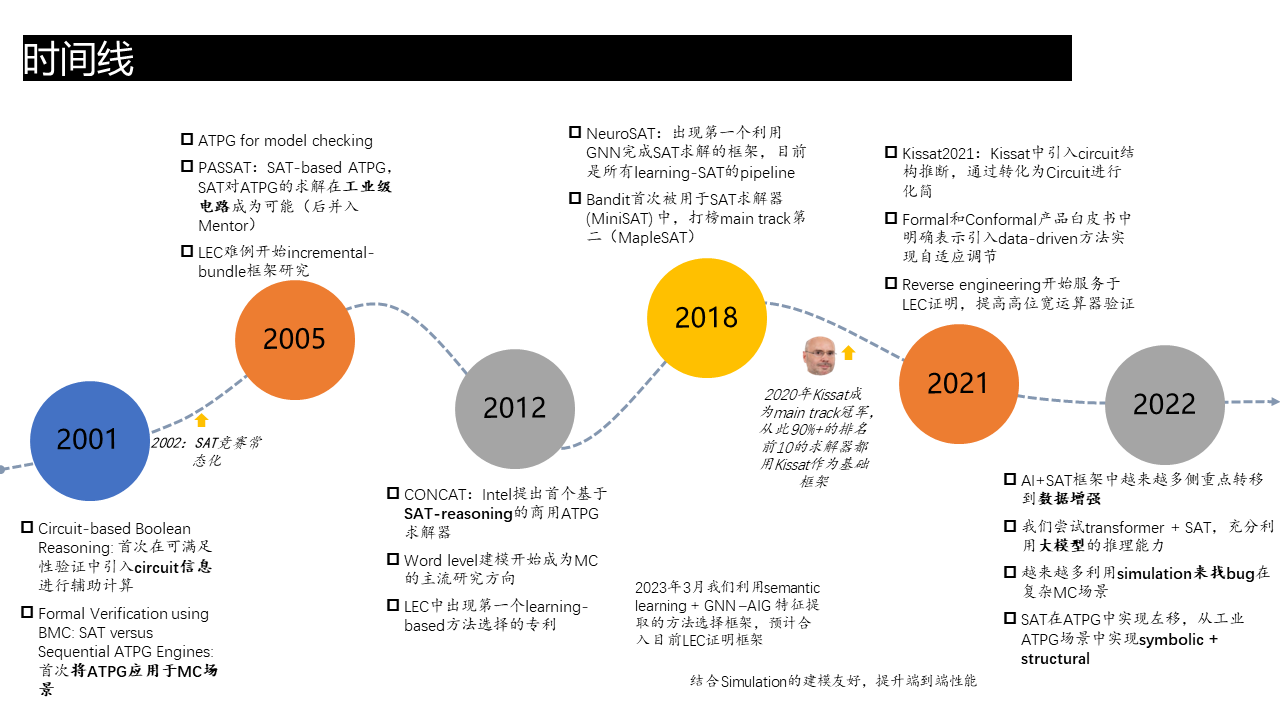 时间线
2001
Circuit-based Boolean
Reasoning: 首次在可满足
性验证中引入circuit信息
进行辅助计算
Formal Verification using
BMC: SAT versus
Sequential ATPG Engines:
首次将ATPG应用于MC场
景
2002：SAT竞赛常
态化
ATPG for model checking
PASSAT：SAT-based ATPG，
SAT对ATPG的求解在工业级
电路成为可能（后并入
Mentor）
LEC难例开始incremental-
bundle框架研究
2005
2012
CONCAT：Intel提出首个基于
SAT-reasoning的商用ATPG
求解器
Word level建模开始成为MC
的主流研究方向
LEC中出现第一个learning-
based方法选择的专利
NeuroSAT：出现第一个利用
GNN完成SAT求解的框架，目前
是所有learning-SAT的pipeline
Bandit首次被用于SAT求解器
(MiniSAT) 中，打榜main track第
二（MapleSAT）
2018
2020年Kissat成
为main track冠军，
从此90%+的排名
前10的求解器都
用Kissat作为基础
框架
Kissat2021：Kissat中引入circuit结
构推断，通过转化为Circuit进行
化简
Formal和Conformal产品白皮书中
明确表示引入data-driven方法实
现自适应调节
Reverse engineering开始服务于
LEC证明，提高高位宽运算器验证
2021
2022
AI+SAT框架中越来越多侧重点转移
到数据增强
我们尝试transformer + SAT，充分利
用大模型的推理能力
越来越多利用simulation来找bug在
复杂MC场景
SAT在ATPG中实现左移，从工业
ATPG场景中实现symbolic +
structural
2023年3月我们利用semantic
learning + GNN –AIG 特征提
取的方法选择框架，预计合
入目前LEC证明框架
结合Simulation的建模友好，提升端到端性能